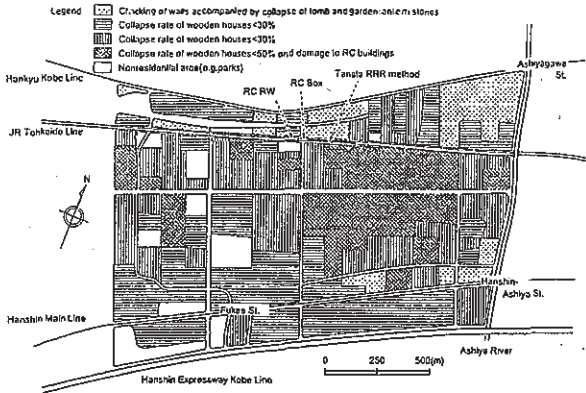 Legend
Cracking of walls accompanied by collapse of tomb and garden stones
Collapse rate of wooden houses<30%
Collapse rate of wooden houses<30%
Collapse rate of wooden houses<50% and damage to RC buildings
Nonresidential area(e.g.parks)
Hankyu Kobe Line
Ashiyagawa
St.
RC RW
RC Box
Tanata RRR method
JR Tohkaido Line
N
Hanshin-
Ashiya St.
Hanshin Main Line
Fukae St.
Ashiya River
0 250 500(m)
Hanshin Expressway Kobe Line